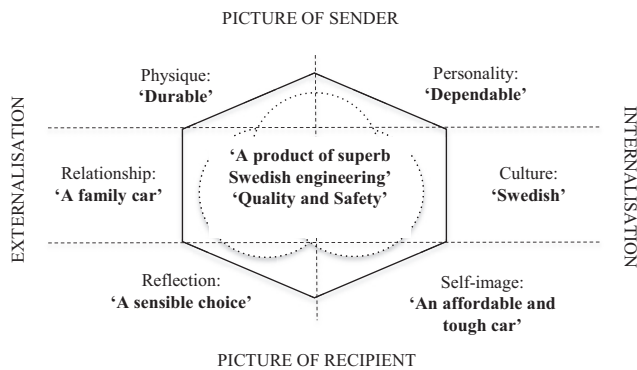 PICTURE OF SENDER
Physique:
‘Durable’
Personality:
‘Dependable’
EXTERNALISATION
INTERNALISATION
Relationship:
‘A family car’
‘A product of superb
Swedish engineering’
‘Quality and Safety’
Culture:
‘Swedish’
Reflection:
‘A sensible choice’
Self-image:
‘An affordable and
tough car’
PICTURE OF RECIPIENT